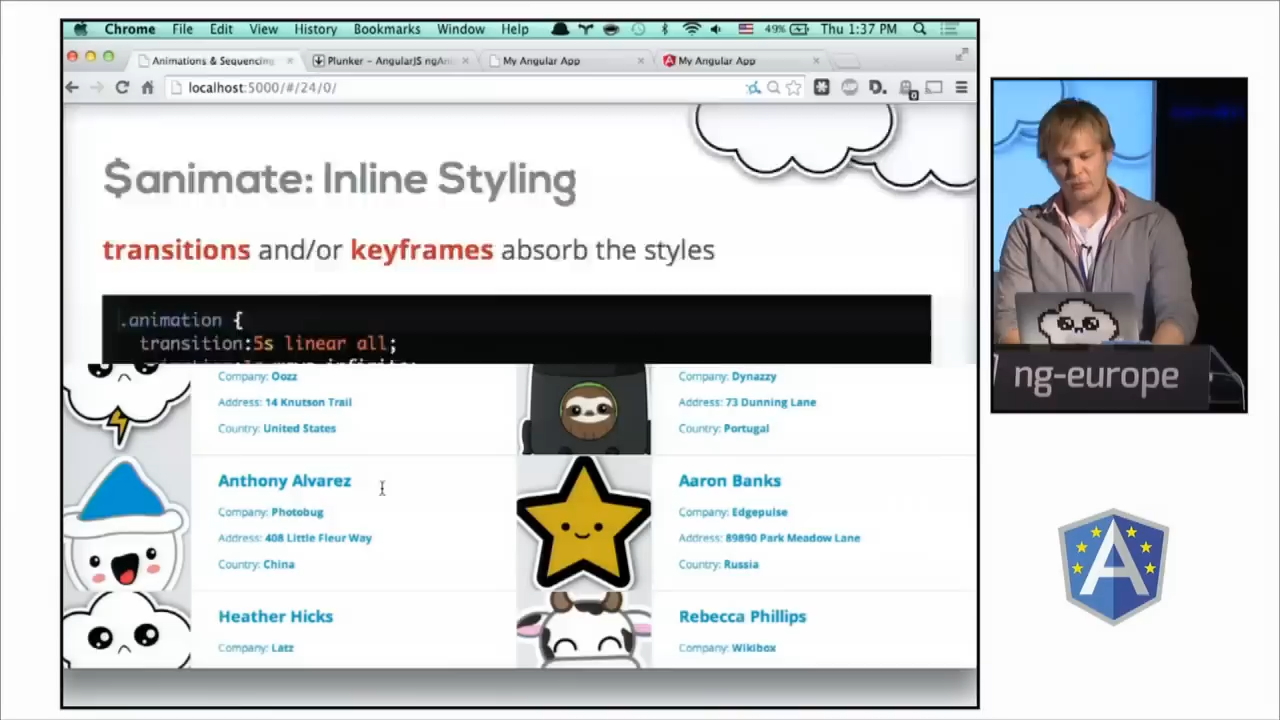 Chrome File Edit View History Bookmarks Window Help 49% Thu 1:37 PM
Animations & Sequencing Plunker - AngularJS ngAni My Angular App My Angular App
localhost:5000/#/24/0/
D. 0
$animate: Inline Styling
transitions and/or keyframes absorb the styles
.animation {
transition:5s linear all;
Company: Oozz
Address: 14 Knutson Trail
Country: United States
Company: Dynazzy
Address: 73 Dunning Lane
Country: Portugal
Anthony Alvarez
Company: Photobug
Address: 408 Little Fleur Way
Country: China
Aaron Banks
Company: Edgepulse
Address: 89890 Park Meadow Lane
Country: Russia
Heather Hicks
Company: Latz
Rebecca Phillips
Company: Wikibox
ng-europe
A